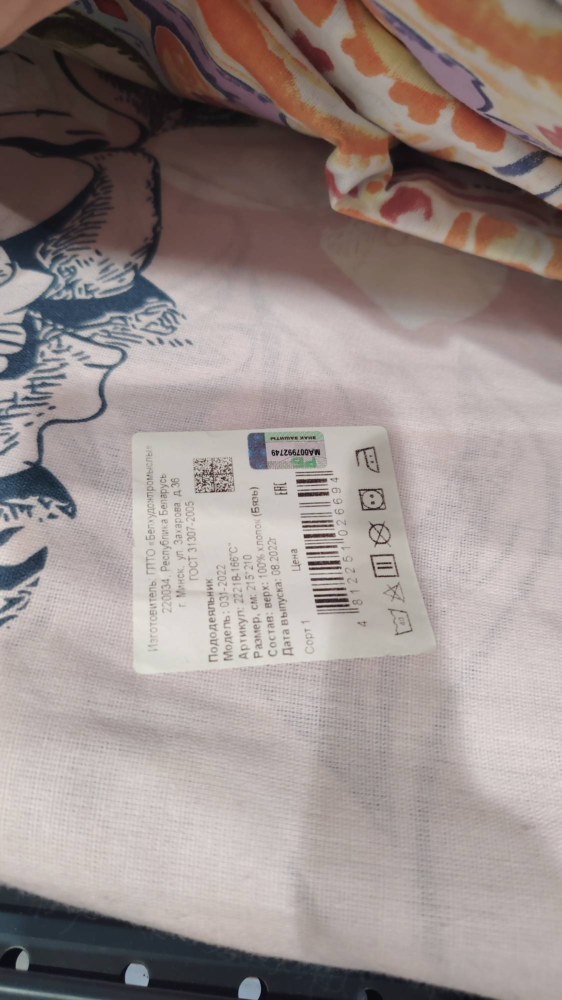 Изготовитель: ГПТО «Белхудожпромыслы»
220034, Республика Беларусь
г. Минск, ул. Захарова, д.36
ГОСТ 31307-2005
Пододеяльник
Модель: 031-2022
Артикул: 22218-166"С"
Размер, см: 215*210
Состав: верх: 100% хлопок (Бязь)
Дата выпуска: 08.2022г
EAC
Сорт 1
Цена
РБ
МА007992749
ЗНАК ЗАЩИТЫ
4 812251 026694
40